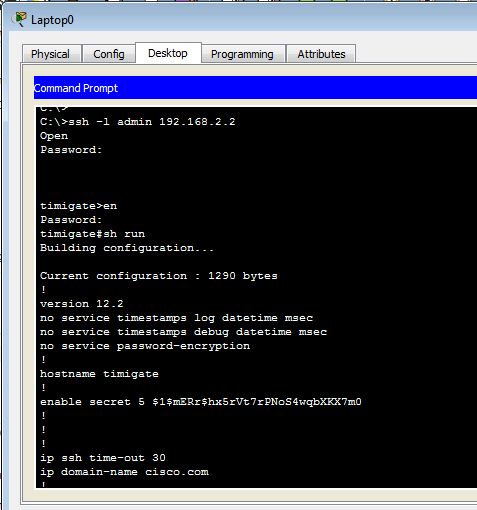 Laptop0
Physical Config Desktop Programming Attributes
Command Prompt
C:\>
C:\>ssh -l admin 192.168.2.2
Open
Password:
timigate>en
Password:
timigate#sh run
Building configuration...
Current configuration : 1290 bytes
!
version 12.2
no service timestamps log datetime msec
no service timestamps debug datetime msec
no service password-encryption
!
hostname timigate
!
enable secret 5 $1$mERr$hx5rVt7rPNoS4wqbXKX7m0
!
!
!
ip ssh time-out 30
ip domain-name cisco.com
!